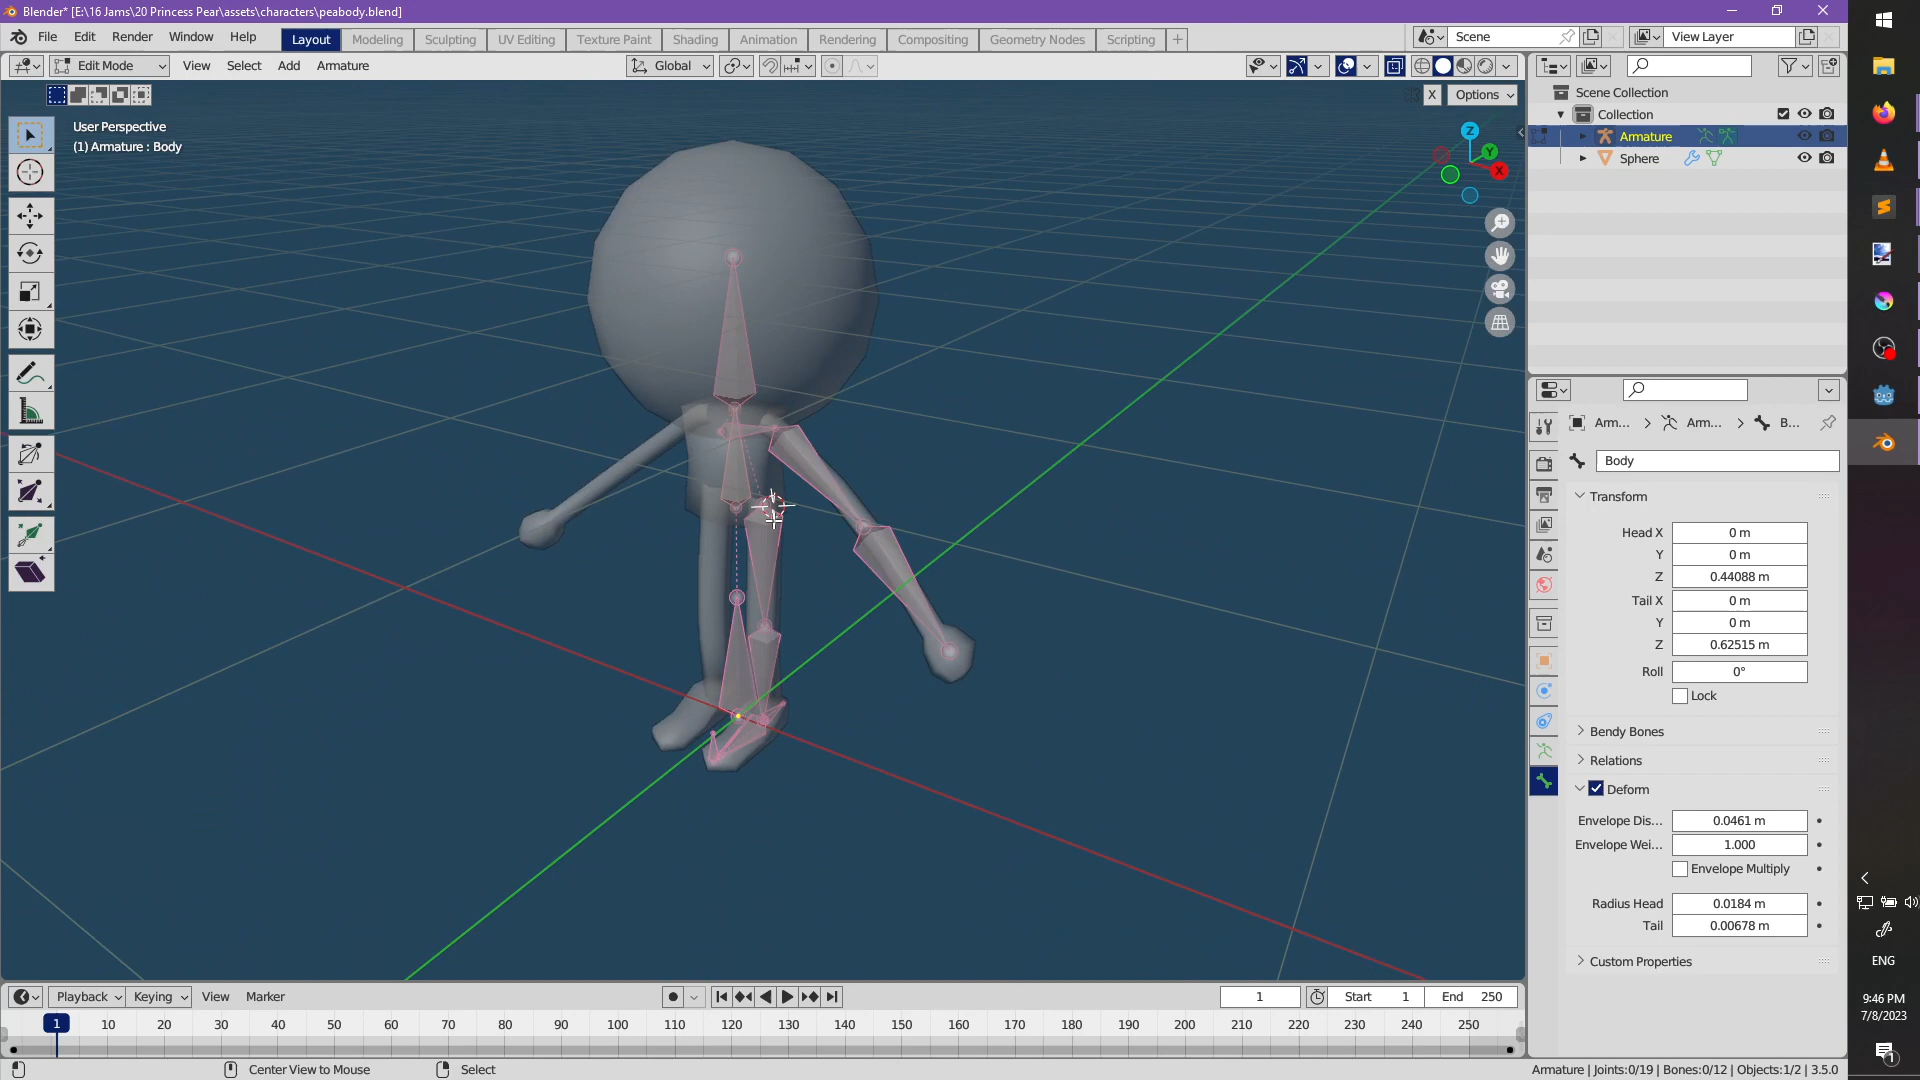 Blender* [E:\16 Jams\20 Princess Pear\assets\characters\peabody.blend]
File Edit Render Window Help Layout Modeling Sculpting UV Editing Texture Paint Shading Animation Rendering Compositing Geometry Nodes Scripting + Scene View Layer
Edit Mode View Select Add Armature Global
X Options
User Perspective
(1) Armature : Body
Z
Y
X
Scene Collection
Collection
Armature
Sphere
Arm... Arm... B...
Body
Transform
Head X 0 m
Y 0 m
Z 0.44088 m
Tail X 0 m
Y 0 m
Z 0.62515 m
Roll 0°
Lock
Bendy Bones
Relations
Deform
Envelope Dis... 0.0461 m
Envelope Wei... 1.000
Envelope Multiply
Radius Head 0.0184 m
Tail 0.00678 m
Custom Properties
Playback Keying View Marker 1 Start 1 End 250
1 10 20 30 40 50 60 70 80 90 100 110 120 130 140 150 160 170 180 190 200 210 220 230 240 250
Center View to Mouse Select Armature | Joints:0/19 | Bones:0/12 | Objects:1/2 | 3.5.0
ENG
9:46 PM
7/8/2023
1